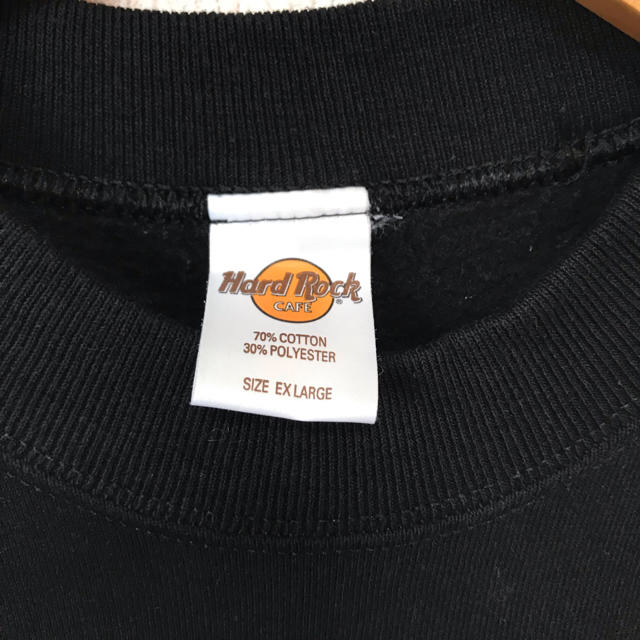 Hard Rock
CAFE ®
70% COTTON
30% POLYESTER
SIZE EX LARGE